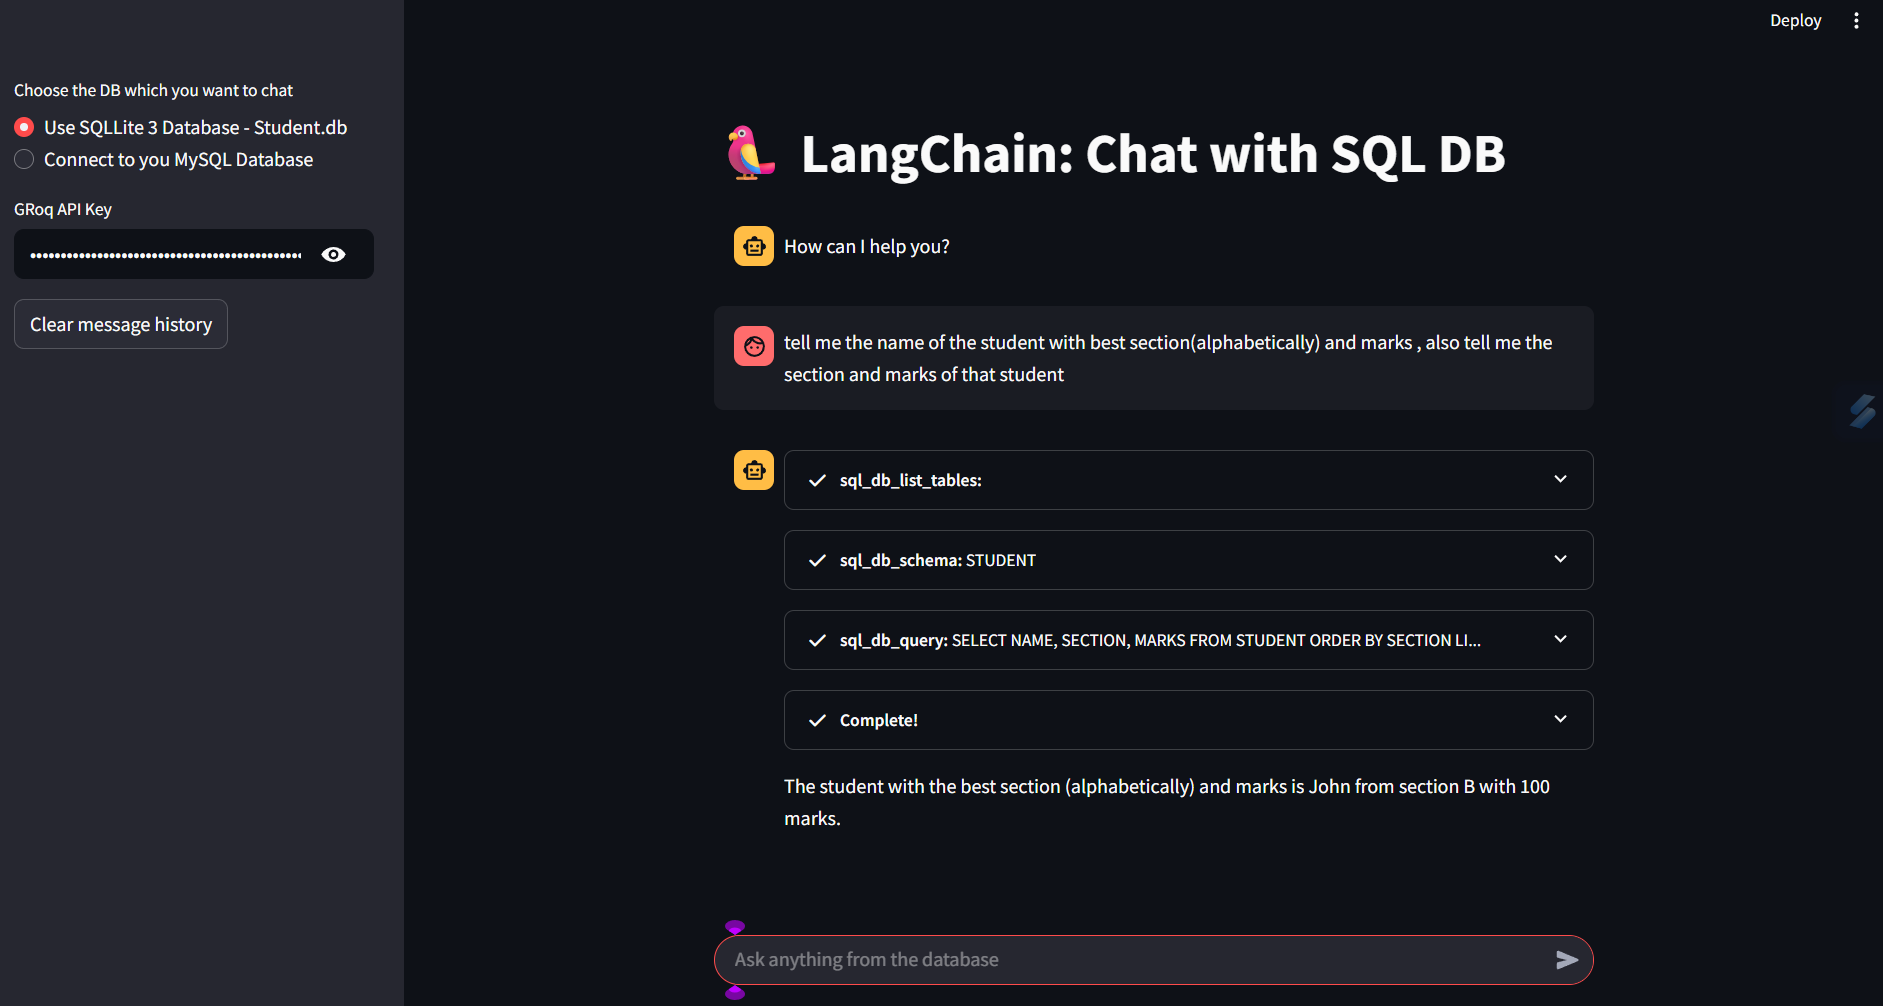 Deploy
Choose the DB which you want to chat
Use SQLLite 3 Database - Student.db
Connect to you MySQL Database
GRoq API Key
Clear message history
LangChain: Chat with SQL DB
How can I help you?
tell me the name of the student with best section(alphabetically) and marks , also tell me the
section and marks of that student
sql_db_list_tables:
sql_db_schema: STUDENT
sql_db_query: SELECT NAME, SECTION, MARKS FROM STUDENT ORDER BY SECTION LI...
Complete!
The student with the best section (alphabetically) and marks is John from section B with 100
marks.
Ask anything from the database